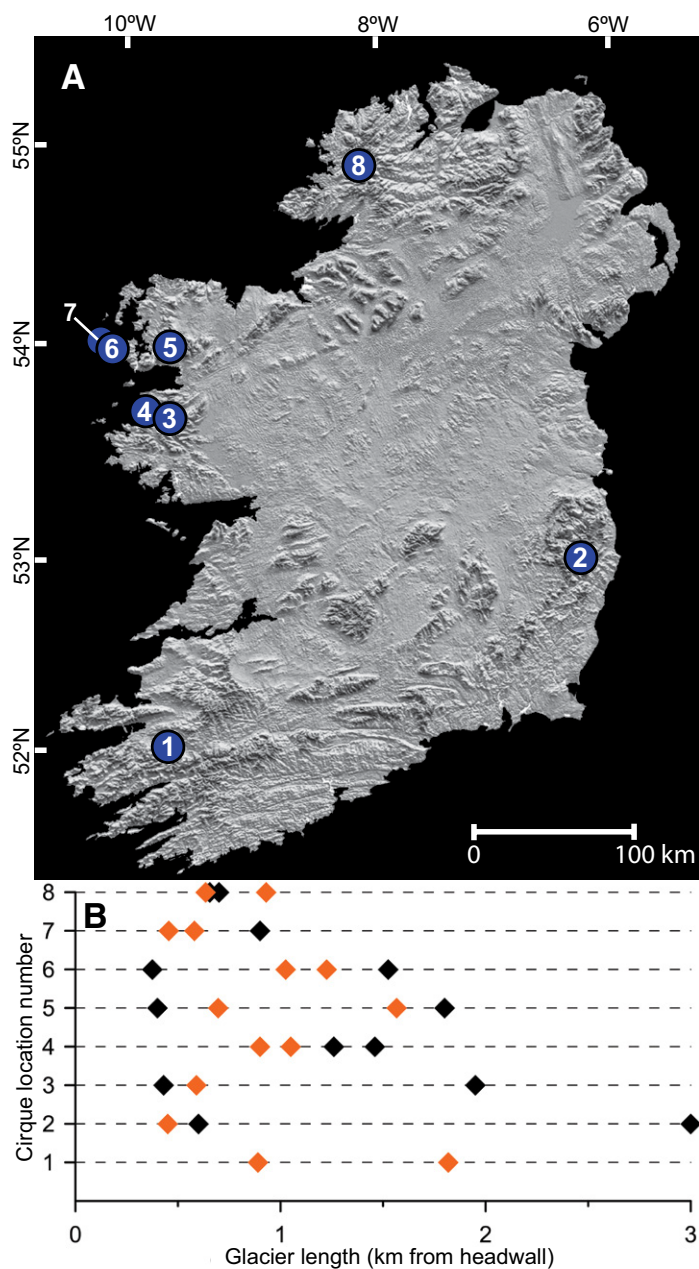 10ºW 8ºW 6ºW
A
55ºN
8
7
54ºN
6 5
4 3
53ºN
2
52ºN
1
0 100 km
B
8
7
6
5
4
3
2
1
Cirque location number
0 1 2 3
Glacier length (km from headwall)